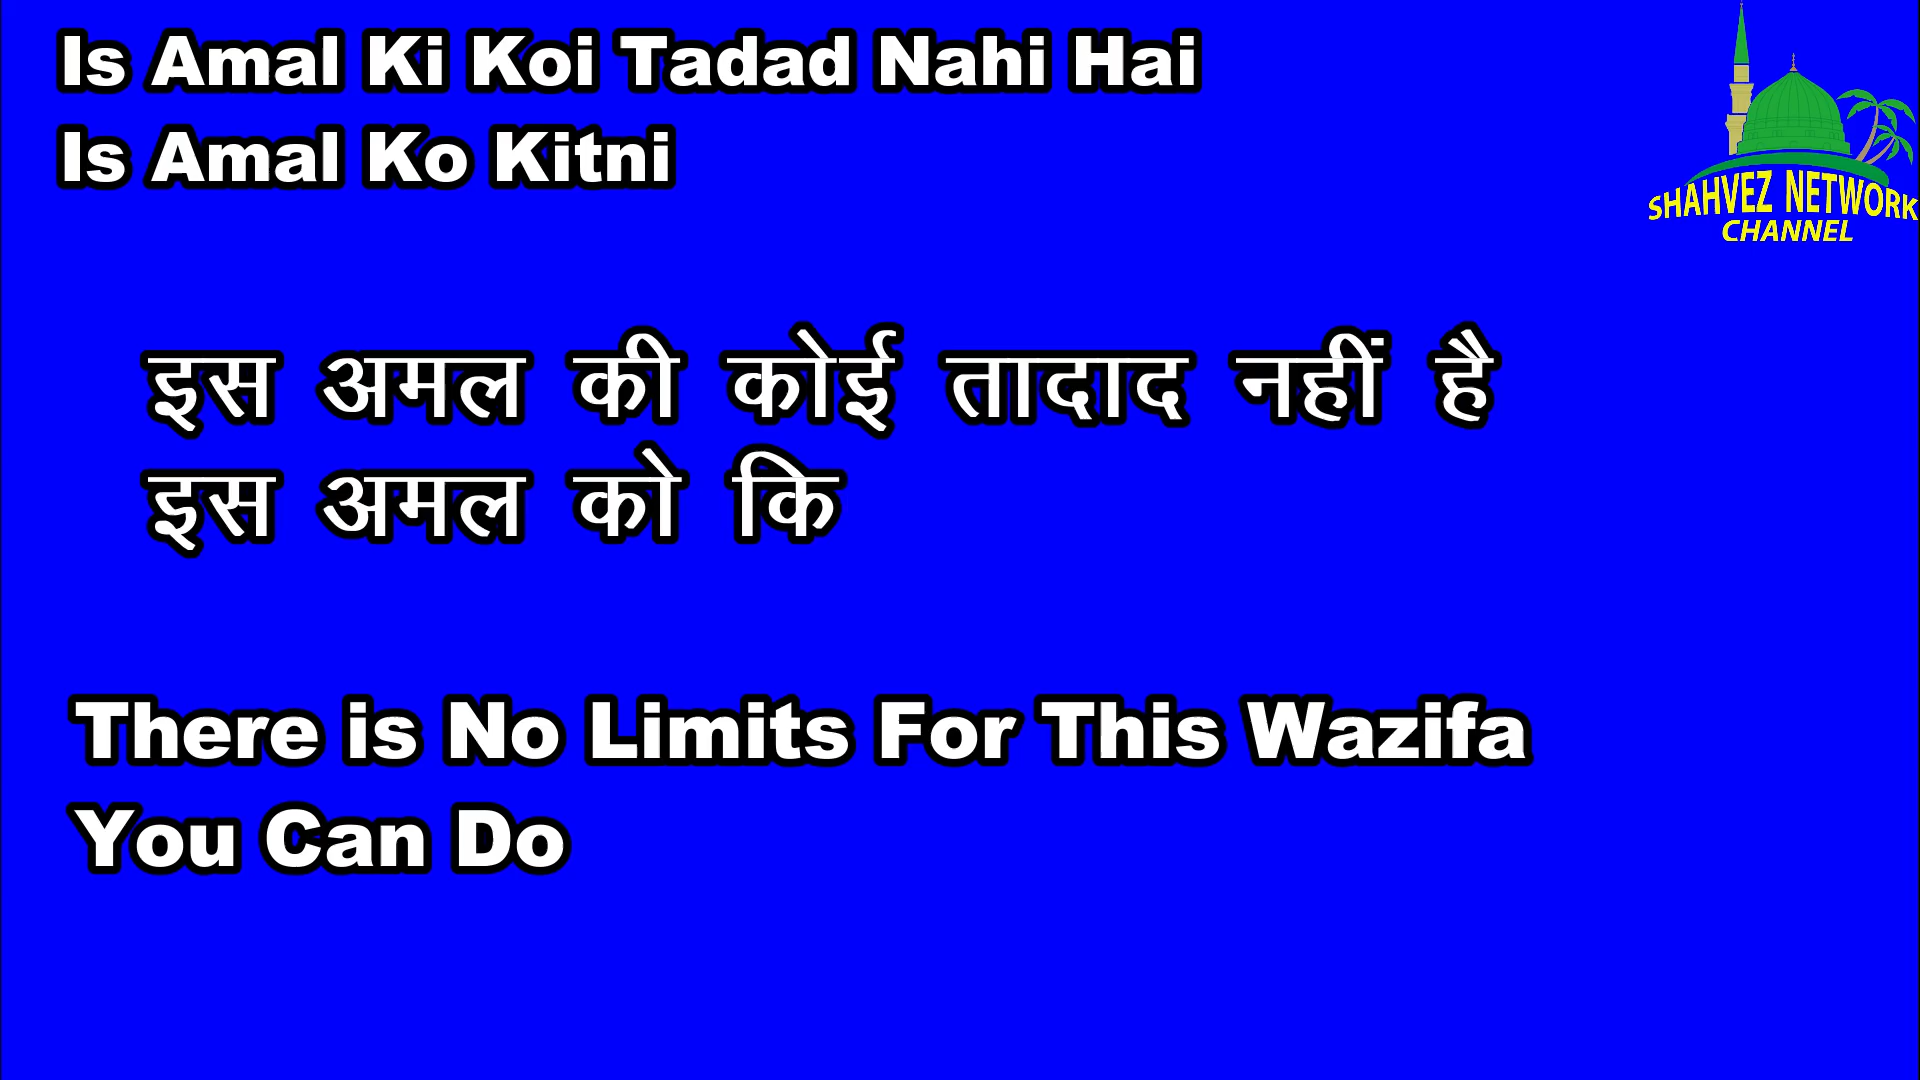 Is Amal Ki Koi Tadad Nahi Hai
Is Amal Ko Kitni
SHAHVEZ NETWORK
CHANNEL
इस अमल की कोई तादाद नहीं है
इस अमल को कि
There is No Limits For This Wazifa
You Can Do